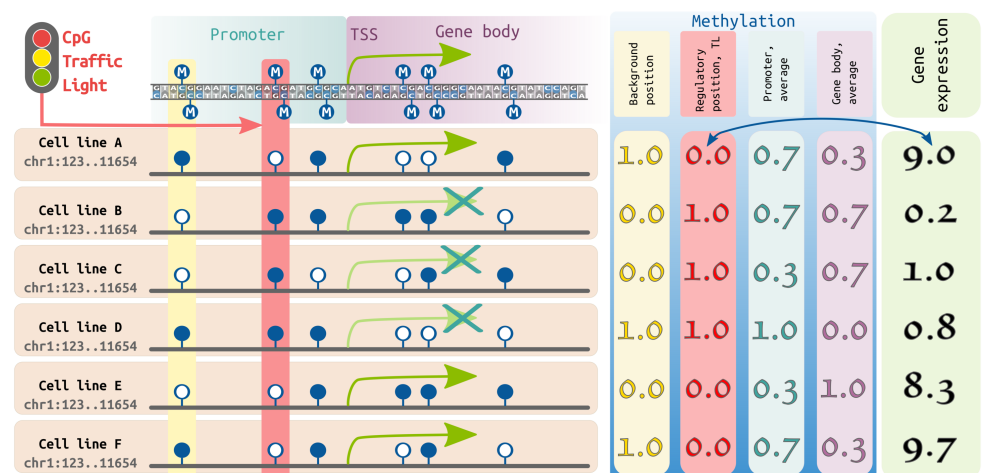 CpG
Traffic
Light
Promoter
TSS
Gene body
M M M M M M
M M M M M
Methylation
Background
position
Regulatory
position, TL
Promoter,
average
Gene body,
average
Gene
expression
Cell line A
chr1:123..11654
1.0 0.0 0.7 0.3 9.0
Cell line B
chr1:123..11654
0.0 1.0 0.7 0.7 0.2
Cell line C
chr1:123..11654
0.0 1.0 0.3 0.7 1.0
Cell line D
chr1:123..11654
1.0 1.0 1.0 0.0 0.8
Cell line E
chr1:123..11654
0.0 0.0 0.3 1.0 8.3
Cell line F
chr1:123..11654
1.0 0.0 0.7 0.3 9.7